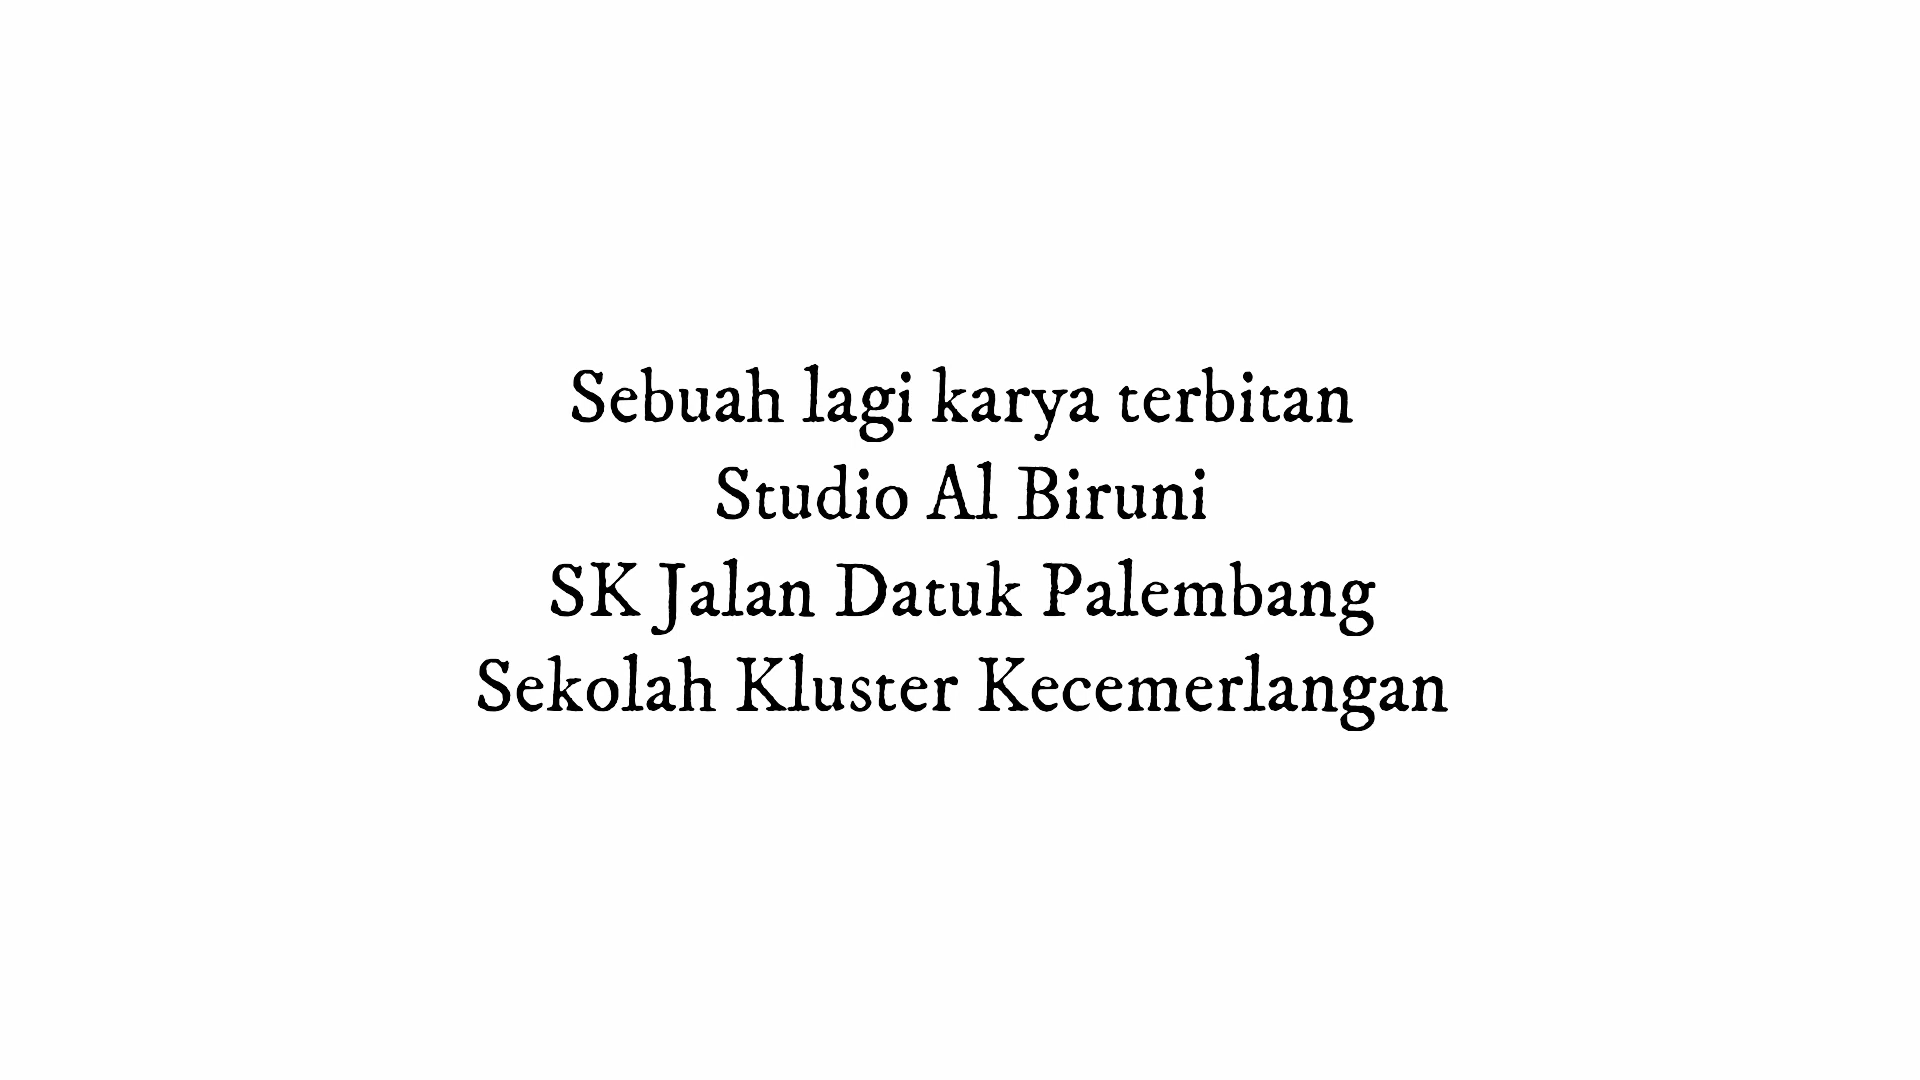 Sebuah lagi karya terbitan
Studio Al Biruni
SK Jalan Datuk Palembang
Sekolah Kluster Kecemerlangan